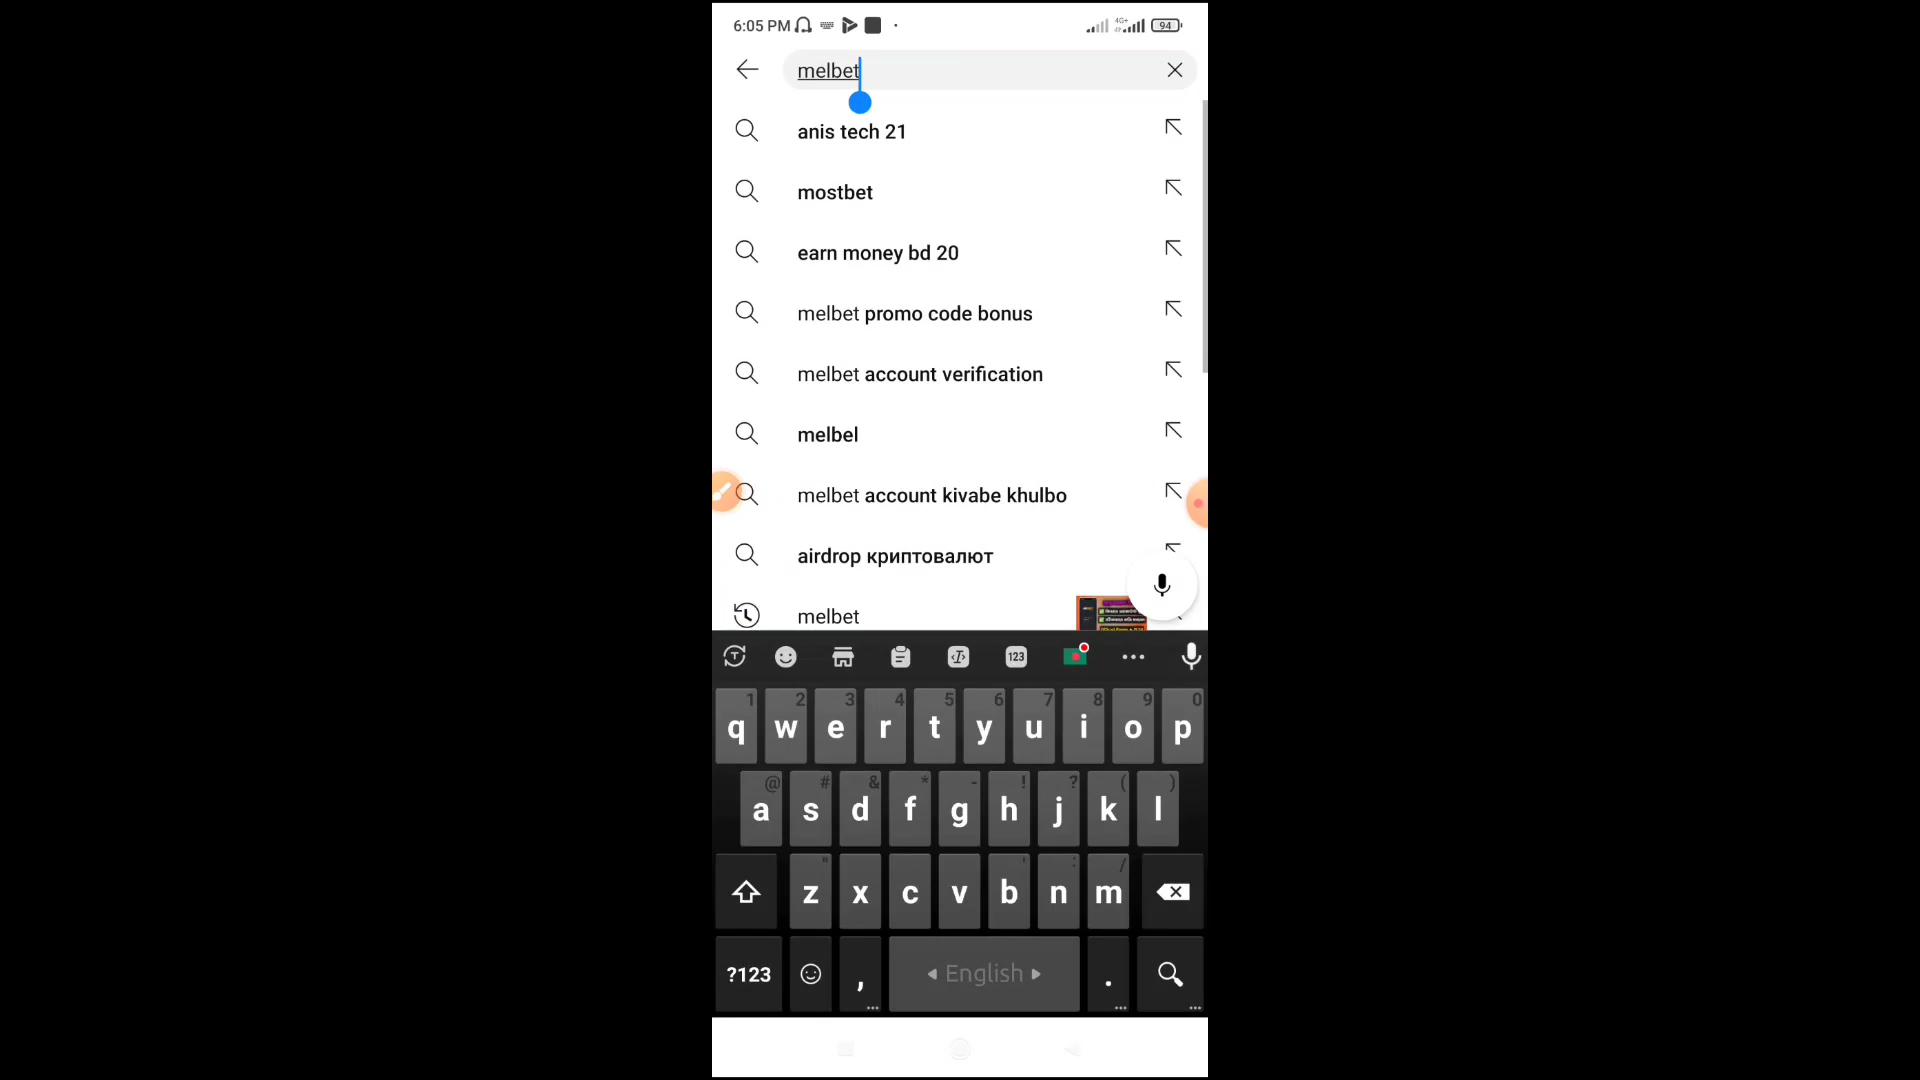 6:05 PM
4G+
94
melbet
anis tech 21
mostbet
earn money bd 20
melbet promo code bonus
melbet account verification
melbel
melbet account kivabe khulbo
airdrop криптовалют
melbet
T
123
1 2 3 4 5 6 7 8 9 0
q w e r t y u i o p
@ # & * - ! ? ( )
a s d f g h j k l
" ' : /
z x c v b n m
?123 , English .